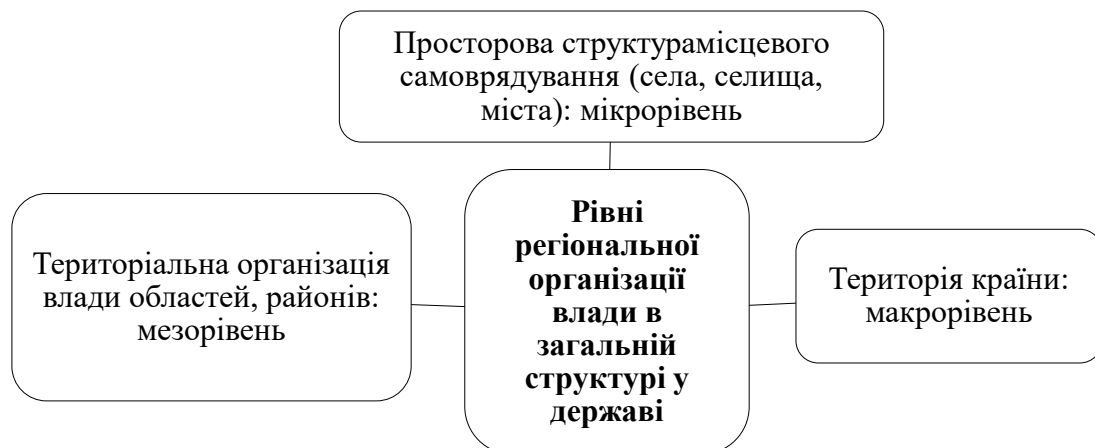 Просторова структурамісцевого
самоврядування (села, селища,
міста): мікрорівень
Територіальна організація
влади областей, районів:
мезорівень
Рівні
регіональної
організації
влади в
загальній
структурі у
державі
Територія країни:
макрорівень